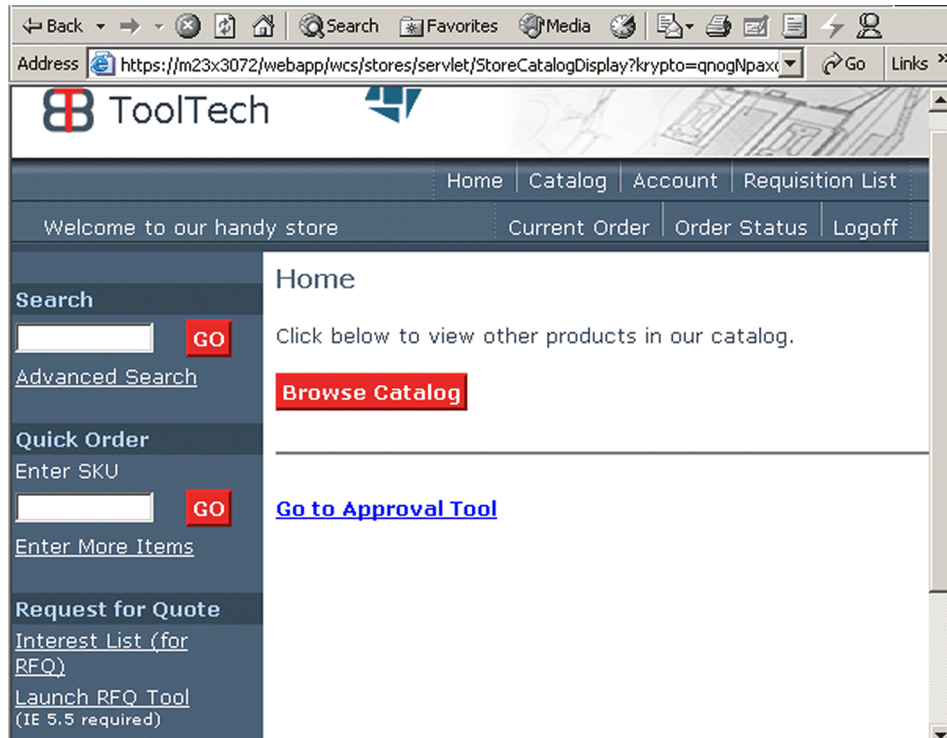 Back Search Favorites Media
Address https://m23x3072/webapp/wcs/stores/servlet/StoreCatalogDisplay?krypto=qnogNpax Go Links »
ToolTech
Home Catalog Account Requisition List
Welcome to our handy store Current Order Order Status Logoff
Search
GO
Advanced Search
Quick Order
Enter SKU
GO
Enter More Items
Request for Quote
Interest List (for
RFQ)
Launch RFQ Tool
(IE 5.5 required)
Home
Click below to view other products in our catalog.
Browse Catalog
Go to Approval Tool